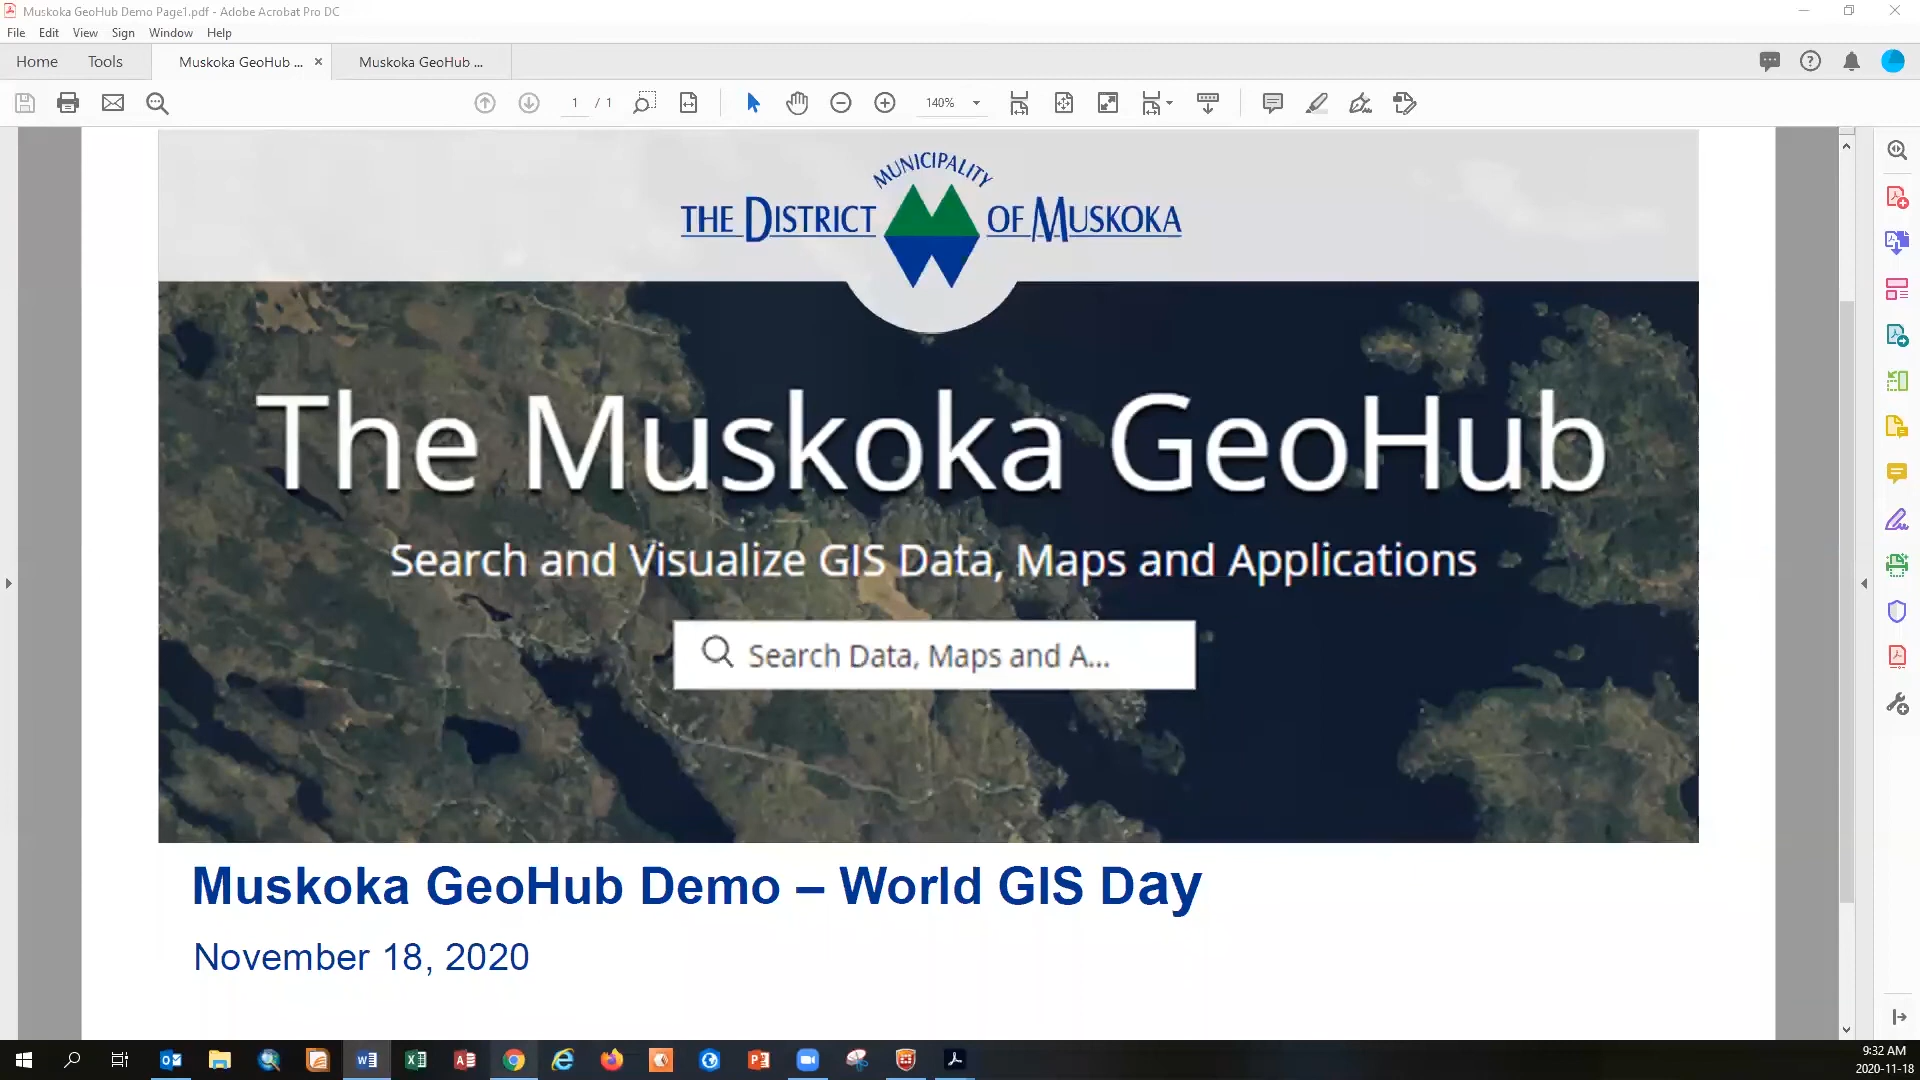 Muskoka GeoHub Demo Page1.pdf - Adobe Acrobat Pro DC
File Edit View Sign Window Help
Home Tools Muskoka GeoHub ... × Muskoka GeoHub ...
1 / 1 140%
MUNICIPALITY
THE DISTRICT OF MUSKOKA
The Muskoka GeoHub
Search and Visualize GIS Data, Maps and Applications
Search Data, Maps and A...
Muskoka GeoHub Demo – World GIS Day
November 18, 2020
9:32 AM
2020-11-18